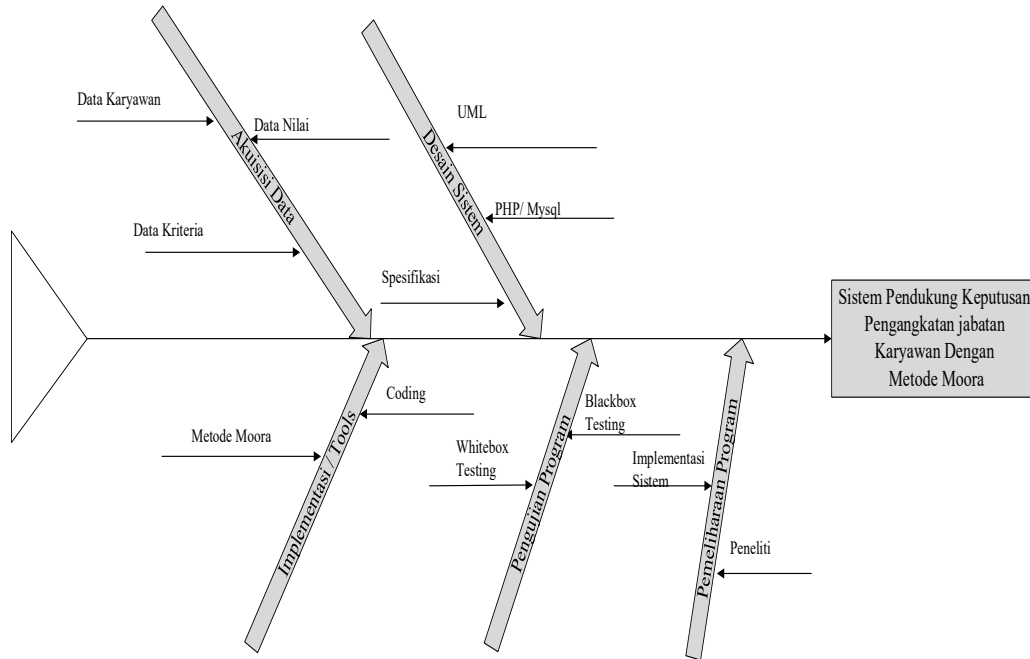 Data Karyawan
Data Nilai
Akuisisi Data
Data Kriteria
UML
Desain Sistem
PHP/ Mysql
Spesifikasi
Sistem Pendukung Keputusan
Pengangkatan jabatan
Karyawan Dengan
Metode Moora
Coding
Metode Moora
Implementasi / Tools
Blackbox
Testing
Whitebox
Testing
Pengujian Program
Implementasi
Sistem
Pemeliharaan Program
Peneliti